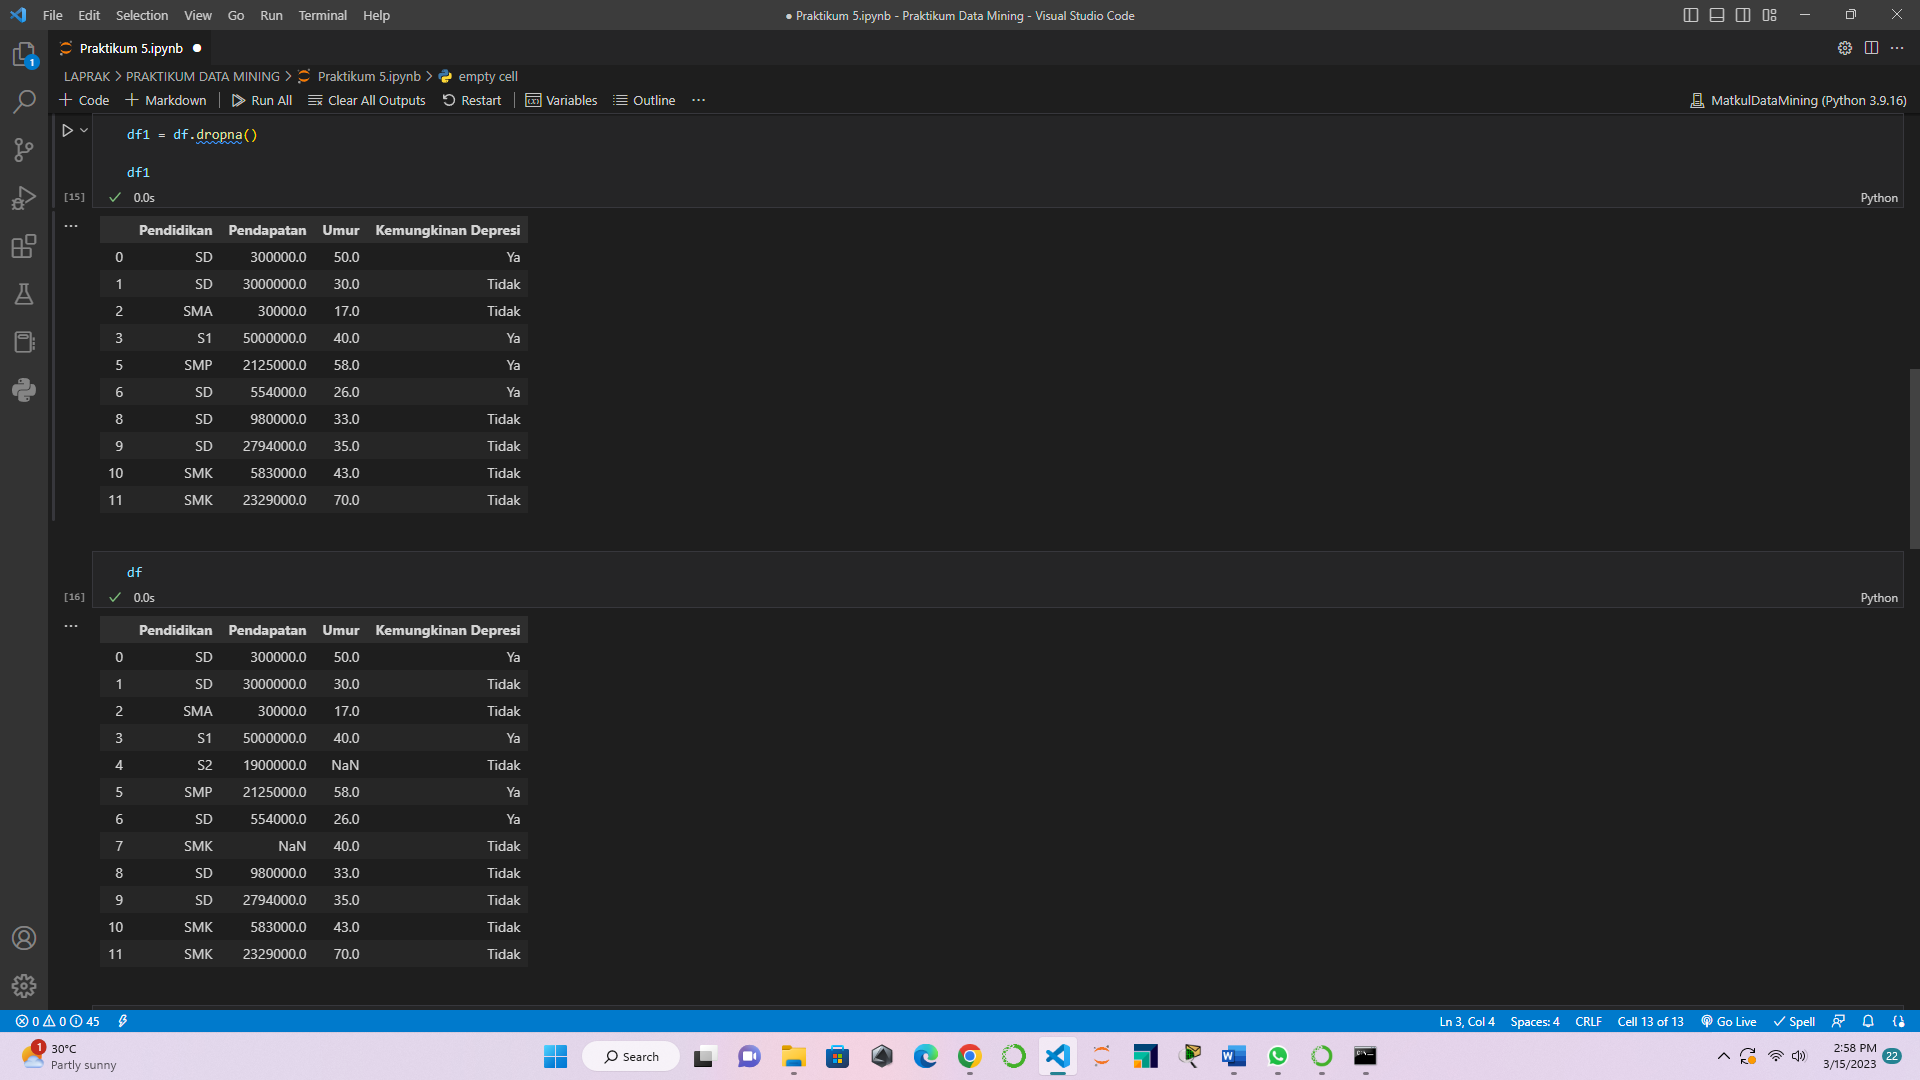 File Edit Selection View Go Run Terminal Help
● Praktikum 5.ipynb - Praktikum Data Mining - Visual Studio Code
Praktikum 5.ipynb ●
LAPRAK > PRAKTIKUM DATA MINING > Praktikum 5.ipynb > empty cell
+ Code + Markdown | Run All Clear All Outputs Restart | Variables Outline ···
MatkulDataMining (Python 3.9.16)
1
df1 = df.dropna()
df1
[15] ✓ 0.0s Python
Pendidikan Pendapatan Umur Kemungkinan Depresi
0 SD 300000.0 50.0 Ya
1 SD 3000000.0 30.0 Tidak
2 SMA 30000.0 17.0 Tidak
3 S1 5000000.0 40.0 Ya
5 SMP 2125000.0 58.0 Ya
6 SD 554000.0 26.0 Ya
8 SD 980000.0 33.0 Tidak
9 SD 2794000.0 35.0 Tidak
10 SMK 583000.0 43.0 Tidak
11 SMK 2329000.0 70.0 Tidak
df
[16] ✓ 0.0s Python
Pendidikan Pendapatan Umur Kemungkinan Depresi
0 SD 300000.0 50.0 Ya
1 SD 3000000.0 30.0 Tidak
2 SMA 30000.0 17.0 Tidak
3 S1 5000000.0 40.0 Ya
4 S2 1900000.0 NaN Tidak
5 SMP 2125000.0 58.0 Ya
6 SD 554000.0 26.0 Ya
7 SMK NaN 40.0 Tidak
8 SD 980000.0 33.0 Tidak
9 SD 2794000.0 35.0 Tidak
10 SMK 583000.0 43.0 Tidak
11 SMK 2329000.0 70.0 Tidak
0 0 45 Ln 3, Col 4 Spaces: 4 CRLF Cell 13 of 13 Go Live ✓ Spell
1 30°C
Partly sunny
Search
2:58 PM
3/15/2023
22